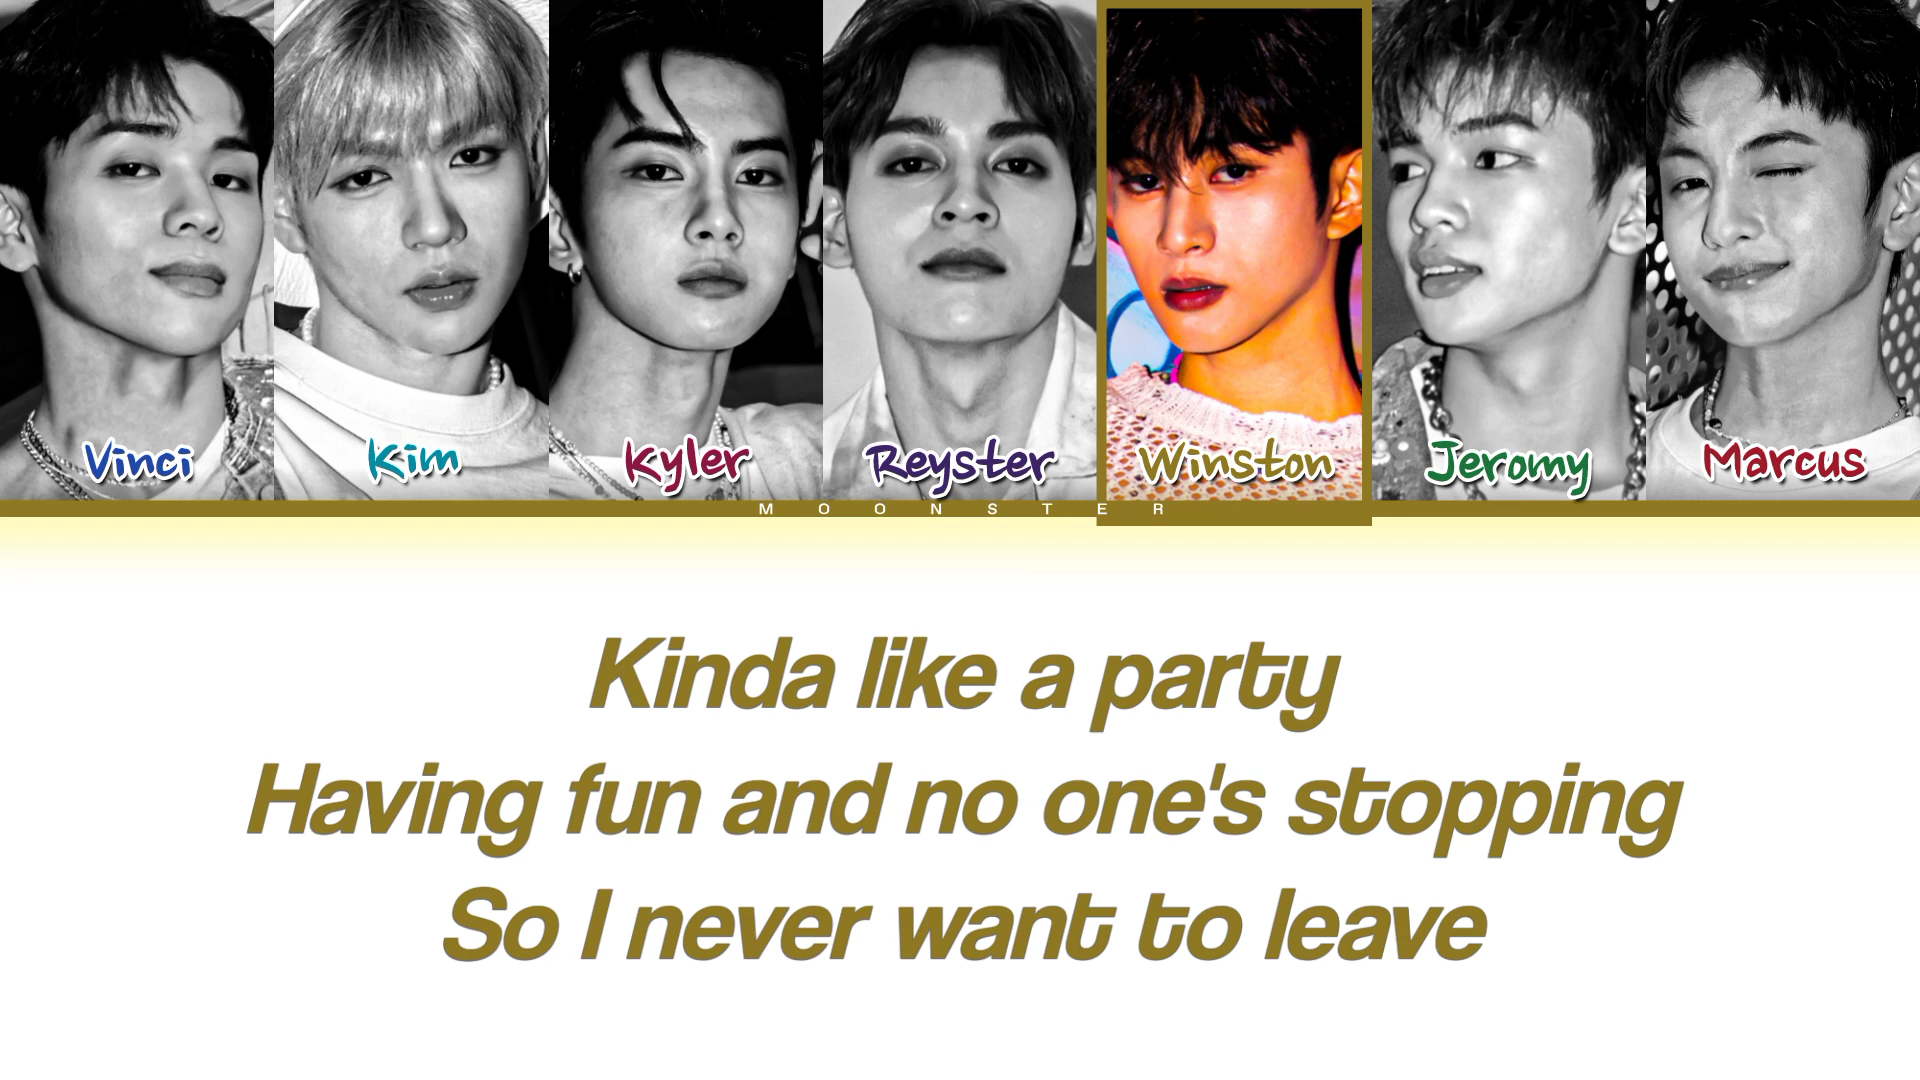 Vinci
Kim
Kyler
Reyster
Winston
Jeromy
Marcus
MOONSTER
Kinda like a party
Having fun and no one's stopping
So I never want to leave